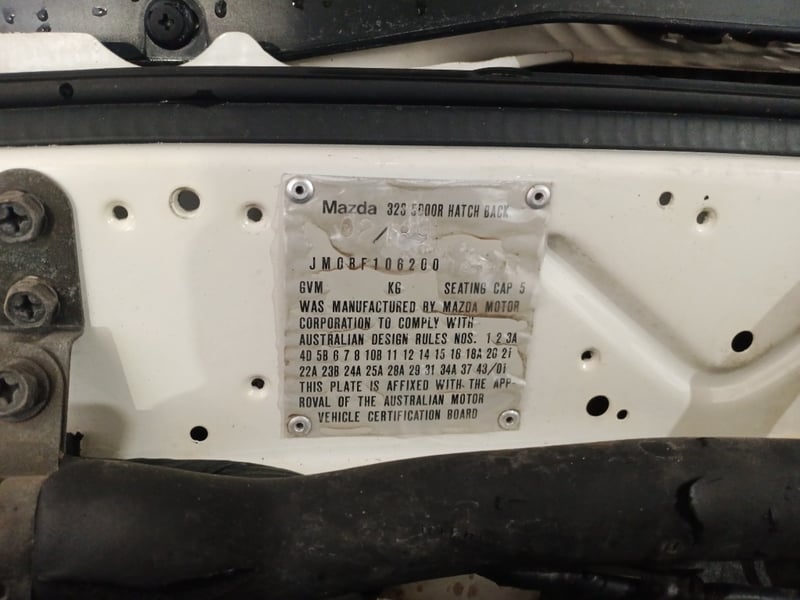 Mazda 323 5DOOR HATCH BACK
JM0BF106200
GVM KG SEATING CAP 5
WAS MANUFACTURED BY MAZDA MOTOR
CORPORATION TO COMPLY WITH
AUSTRALIAN DESIGN RULES NOS. 1 2 3A
4D 5B 6 7 8 10B 11 12 14 15 16 18A 20 21
22A 23B 24A 25A 28A 29 31 34A 37 43/01
THIS PLATE IS AFFIXED WITH THE APP-
ROVAL OF THE AUSTRALIAN MOTOR
VEHICLE CERTIFICATION BOARD